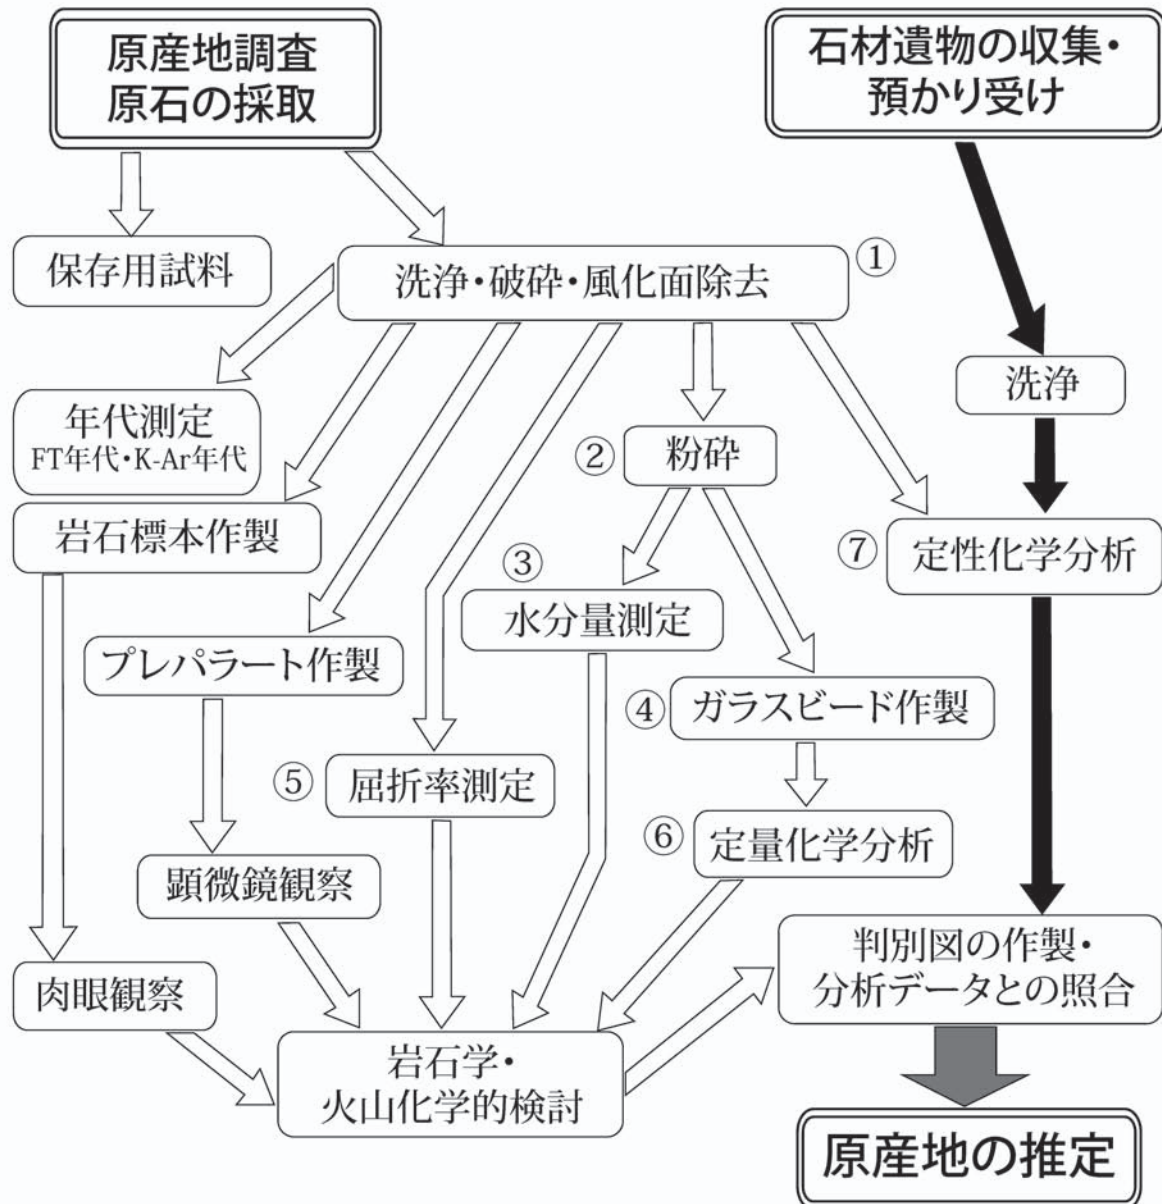 原産地調査
原石の採取
石材遺物の収集・
預かり受け
保存用試料
洗浄・破砕・風化面除去
①
洗浄
年代測定
FT年代・K-Ar年代
②
粉砕
岩石標本作製
⑦
定性化学分析
③
水分量測定
プレパラート作製
④
ガラスビード作製
⑤
屈折率測定
⑥
定量化学分析
顕微鏡観察
判別図の作製・
分析データとの照合
肉眼観察
岩石学・
火山化学的検討
原産地の推定